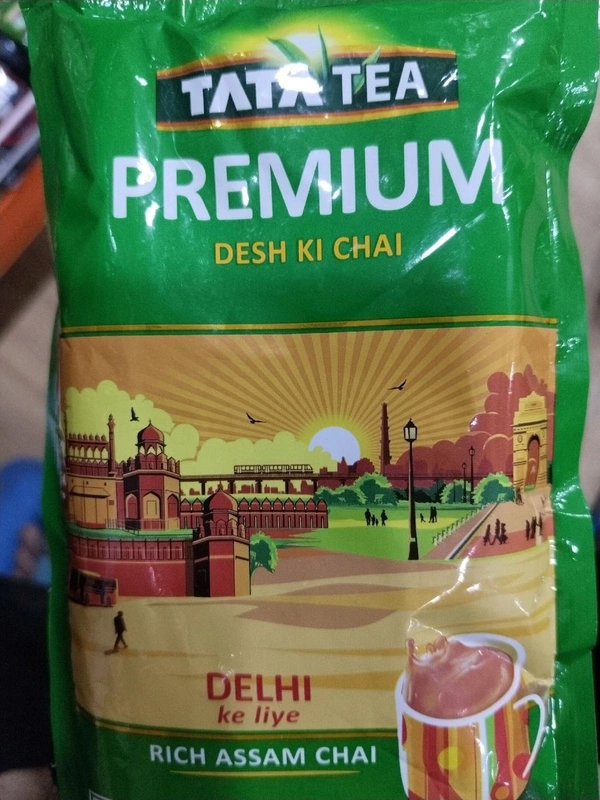 TATA TEA
PREMIUM
DESH KI CHAI
DELHI
ke liye
RICH ASSAM CHAI